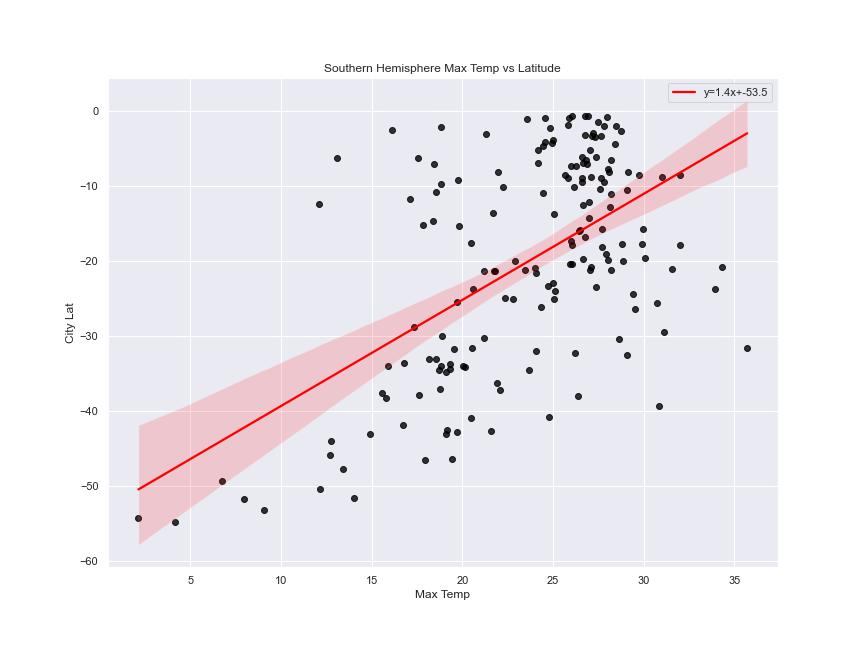 Southern Hemisphere Max Temp vs Latitude
y=1.4x+-53.5
0
−10
−20
−30
−40
−50
−60
City Lat
5 10 15 20 25 30 35
Max Temp